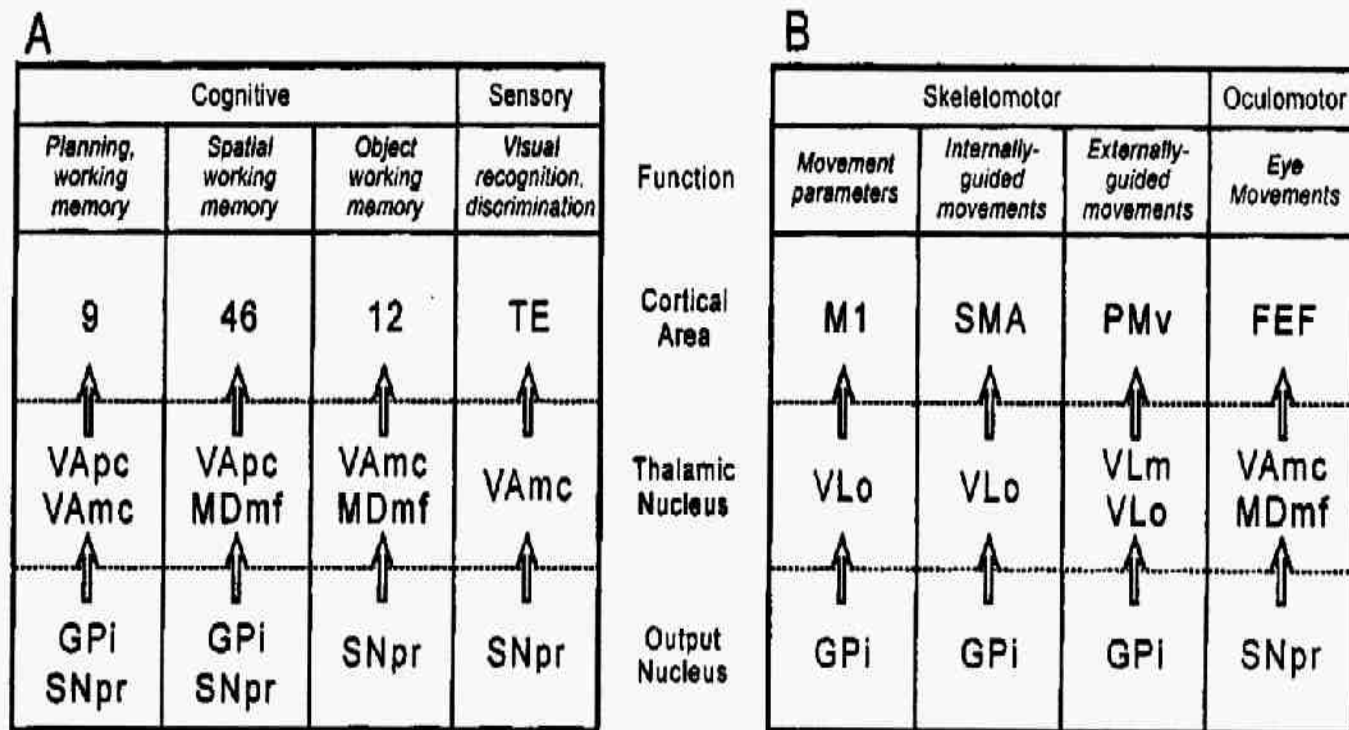 A
B
Cognitive
Sensory
Planning,
working
memory
Spatial
working
memory
Object
working
memory
Visual
recognition,
discrimination
Function
Skelelomotor
Oculomotor
Movement
parameters
Internally-
guided
movements
Externally-
guided
movements
Eye
Movements
9
46
12
TE
Cortical
Area
M1
SMA
PMv
FEF
VApc
VAmc
VApc
MDmf
VAmc
MDmf
VAmc
Thalamic
Nucleus
VLo
VLo
VLm
VLo
VAmc
MDmf
GPi
SNpr
GPi
SNpr
SNpr
SNpr
Output
Nucleus
GPi
GPi
GPi
SNpr